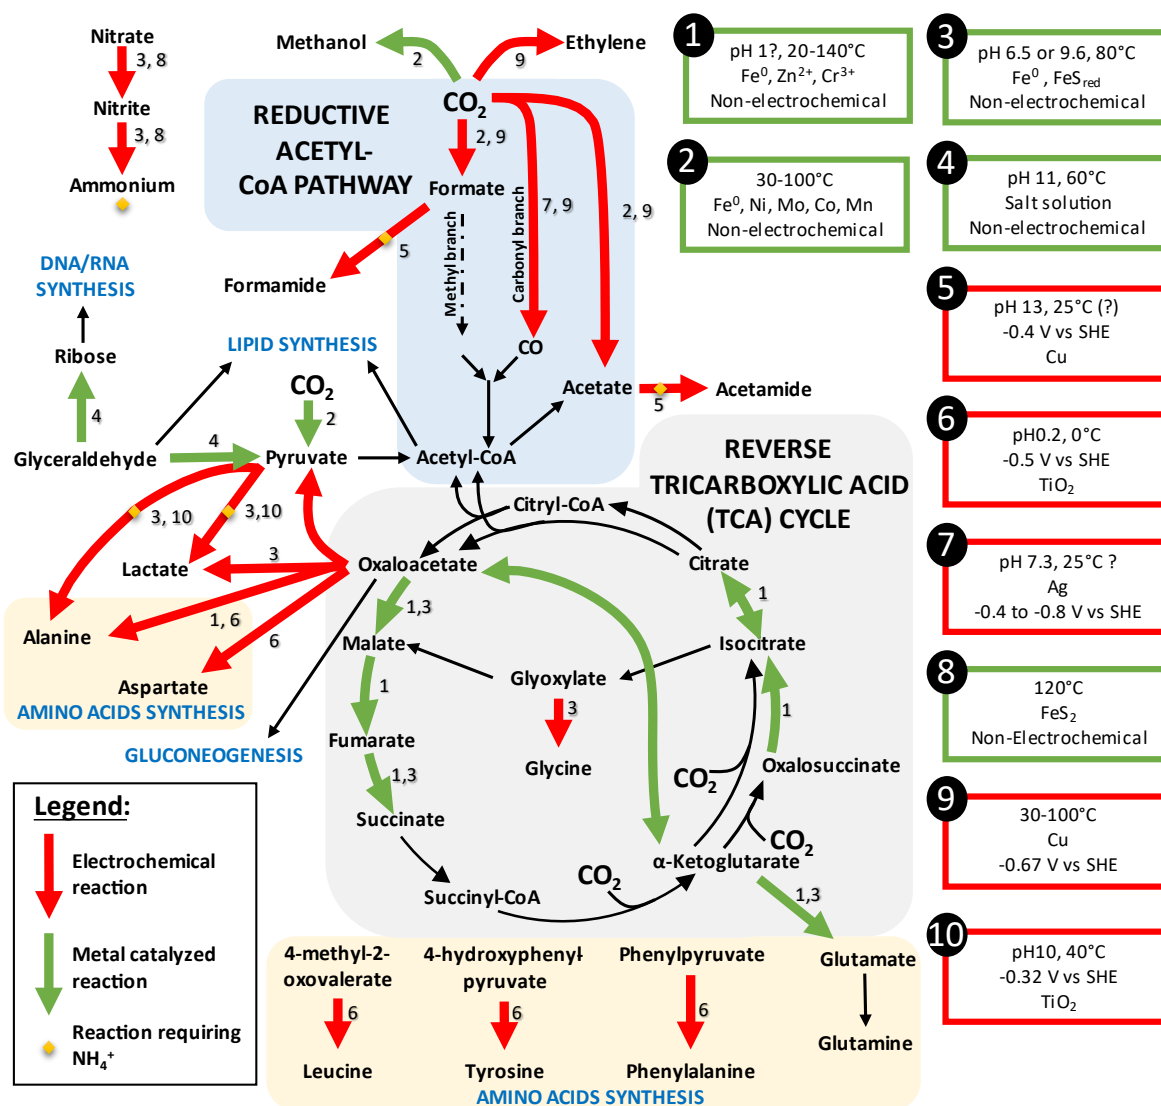 Nitrate
3, 8
Nitrite
3, 8
Ammonium
Methanol
2
Ethylene
9
CO2
REDUCTIVE
ACETYL-
CoA PATHWAY
2, 9
Formate
5
Formamide
Methyl branch
Carbonyl branch
7, 9
2, 9
CO
Acetate
5
Acetamide
DNA/RNA
SYNTHESIS
Ribose
4
Glyceraldehyde
LIPID SYNTHESIS
CO2
2
4
Pyruvate
Acetyl-CoA
3, 10
3,10
REVERSE
TRICARBOXYLIC ACID
(TCA) CYCLE
Citryl-CoA
Lactate
3
Oxaloacetate
Citrate
1
1,3
Alanine
1, 6
6
Malate
Isocitrate
Aspartate
AMINO ACIDS SYNTHESIS
1
Glyoxylate
3
1
GLUCONEOGENESIS
Fumarate
Glycine
CO2
Oxalosuccinate
1,3
Succinate
CO2
α-Ketoglutarate
CO2
Succinyl-CoA
1,3
4-methyl-2-
oxovalerate
6
Leucine
4-hydroxyphenyl-
pyruvate
6
Tyrosine
Phenylpyruvate
6
Phenylalanine
Glutamate
Glutamine
AMINO ACIDS SYNTHESIS
Legend:
Electrochemical
reaction
Metal catalyzed
reaction
Reaction requiring
NH4+
1
pH 1?, 20-140°C
Fe0, Zn2+, Cr3+
Non-electrochemical
2
30-100°C
Fe0, Ni, Mo, Co, Mn
Non-electrochemical
3
pH 6.5 or 9.6, 80°C
Fe0 , FeSred
Non-electrochemical
4
pH 11, 60°C
Salt solution
Non-electrochemical
5
pH 13, 25°C (?)
-0.4 V vs SHE
Cu
6
pH0.2, 0°C
-0.5 V vs SHE
TiO2
7
pH 7.3, 25°C ?
Ag
-0.4 to -0.8 V vs SHE
8
120°C
FeS2
Non-Electrochemical
9
30-100°C
Cu
-0.67 V vs SHE
10
pH10, 40°C
-0.32 V vs SHE
TiO2